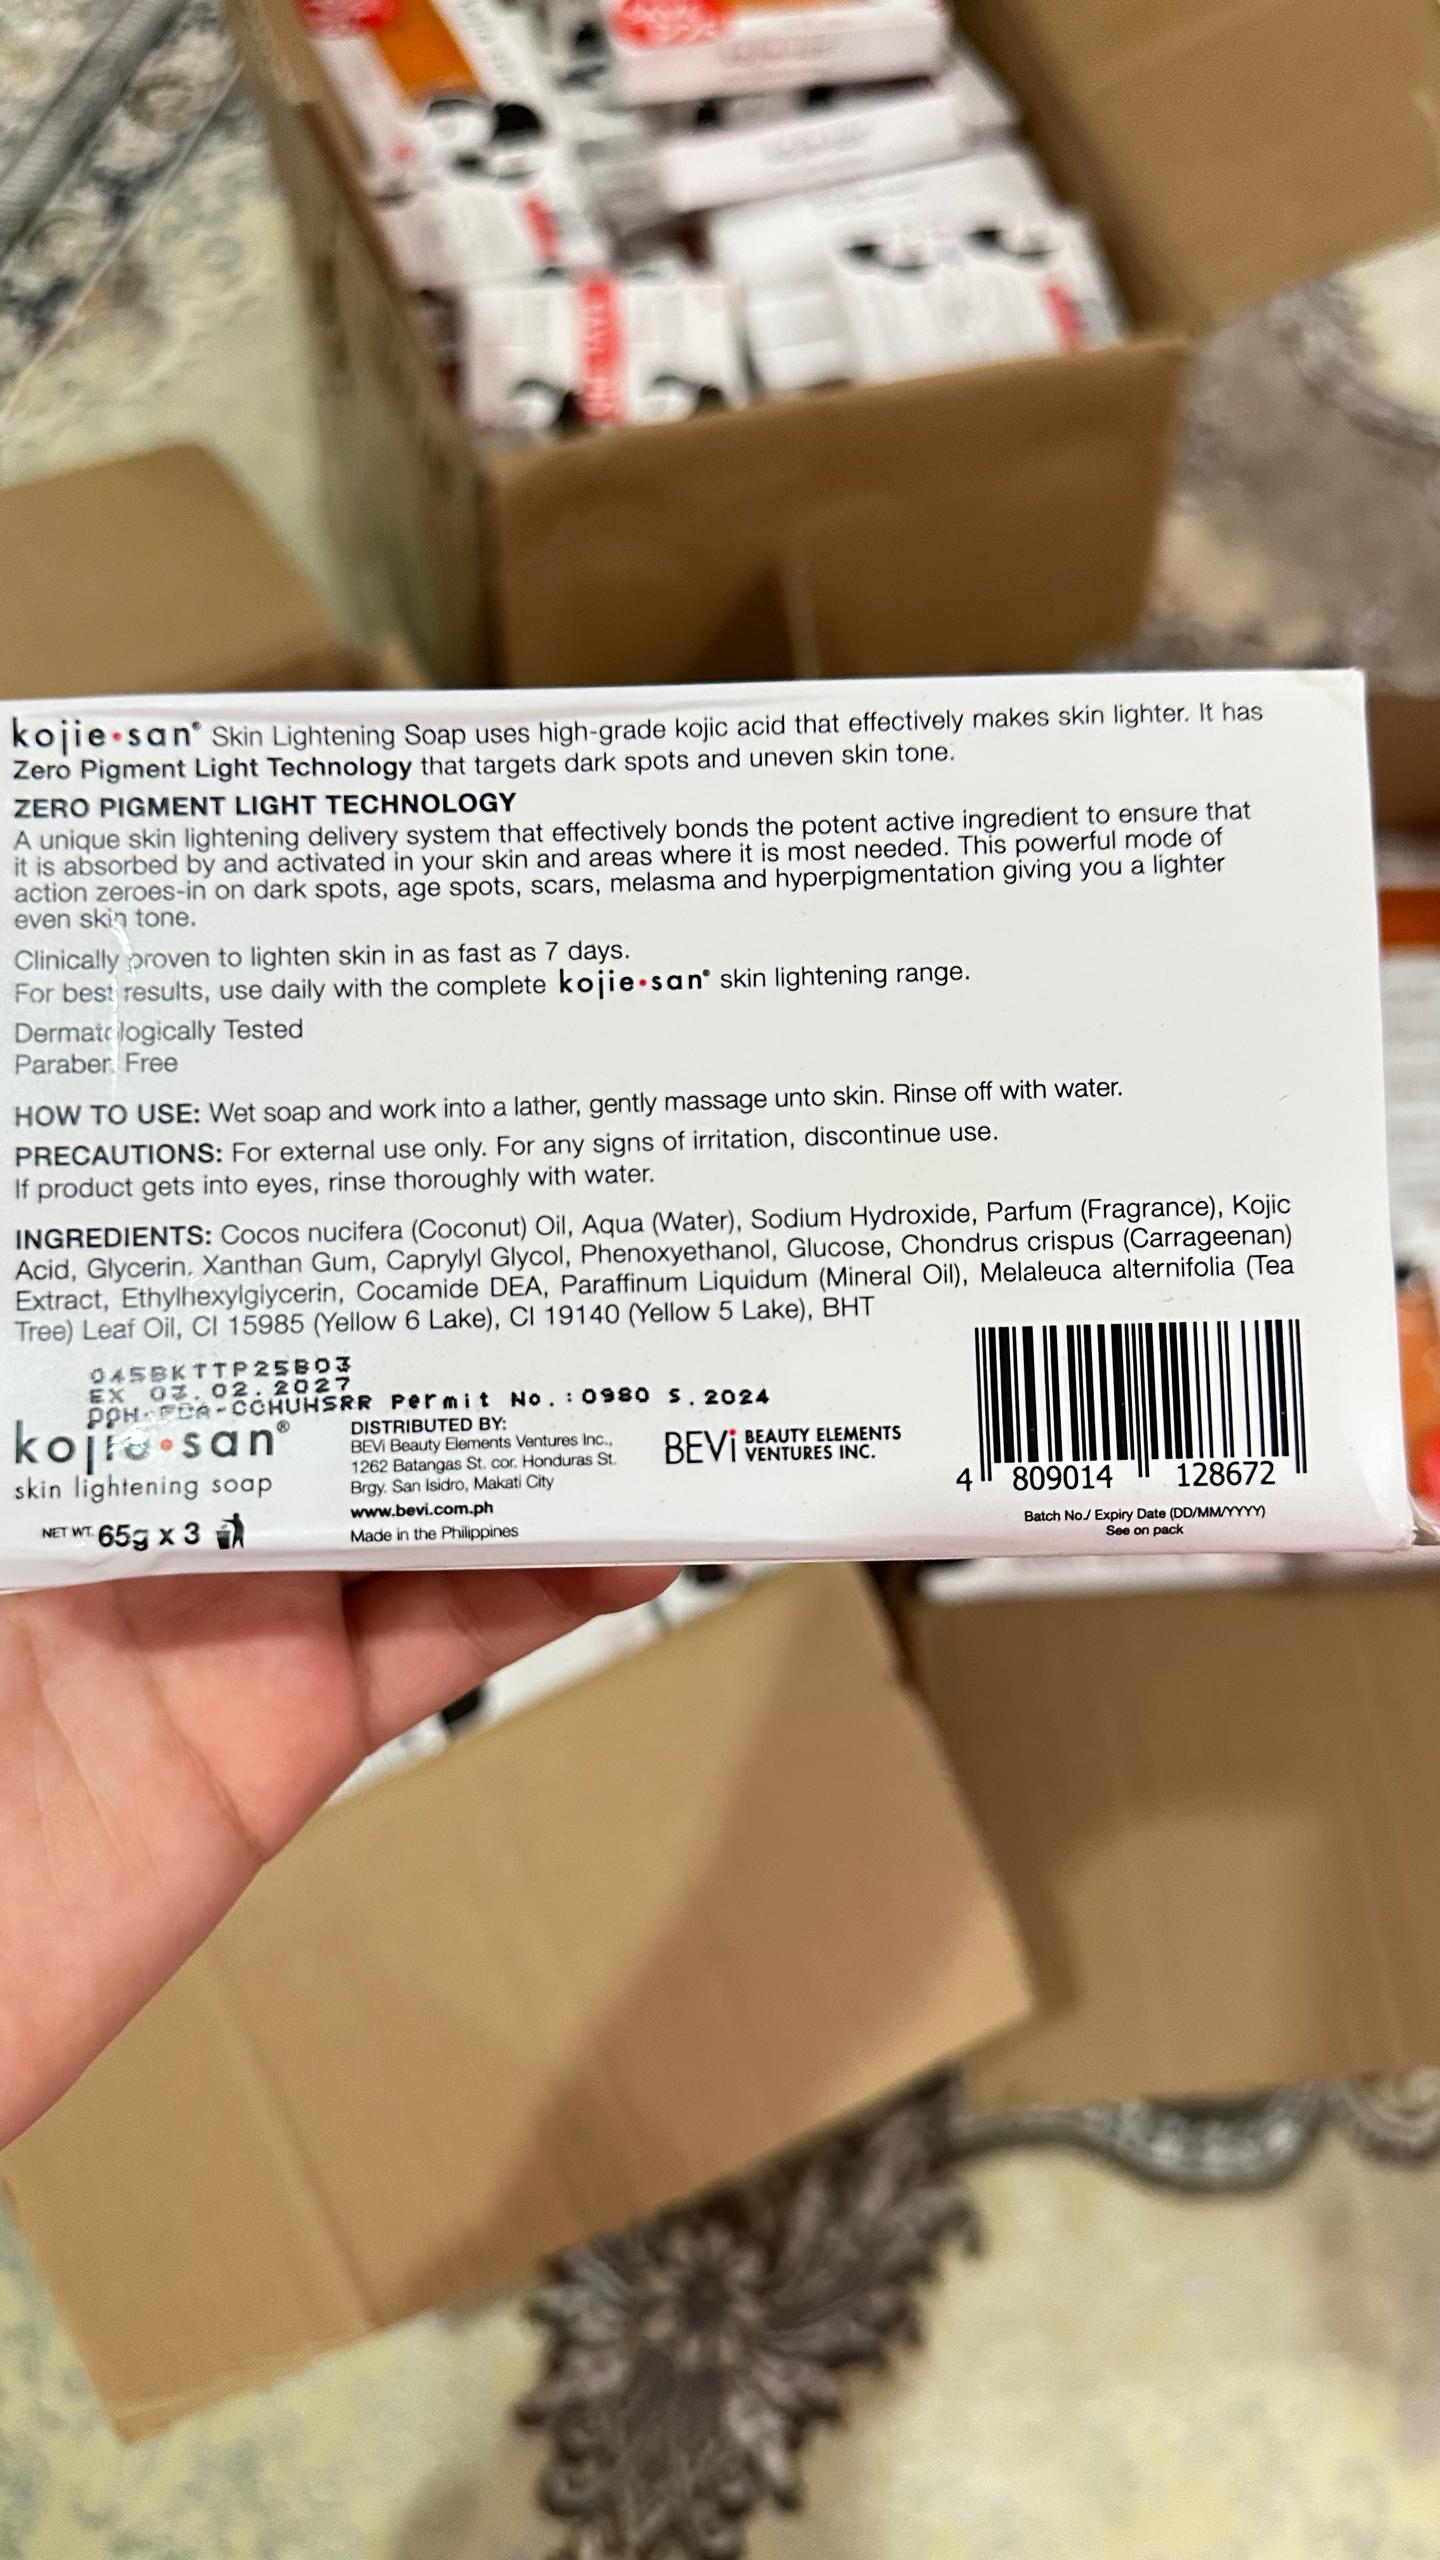 kojie•san® Skin Lightening Soap uses high-grade kojic acid that effectively makes skin lighter. It has
Zero Pigment Light Technology that targets dark spots and uneven skin tone.
ZERO PIGMENT LIGHT TECHNOLOGY
A unique skin lightening delivery system that effectively bonds the potent active ingredient to ensure that
it is absorbed by and activated in your skin and areas where it is most needed. This powerful mode of
action zeroes-in on dark spots, age spots, scars, melasma and hyperpigmentation giving you a lighter
even skin tone.
Clinically proven to lighten skin in as fast as 7 days.
For best results, use daily with the complete kojie•san® skin lightening range.
Dermatologically Tested
Paraben Free
HOW TO USE: Wet soap and work into a lather, gently massage unto skin. Rinse off with water.
PRECAUTIONS: For external use only. For any signs of irritation, discontinue use.
If product gets into eyes, rinse thoroughly with water.
INGREDIENTS: Cocos nucifera (Coconut) Oil, Aqua (Water), Sodium Hydroxide, Parfum (Fragrance), Kojic
Acid, Glycerin, Xanthan Gum, Caprylyl Glycol, Phenoxyethanol, Glucose, Chondrus crispus (Carrageenan)
Extract, Ethylhexylglycerin, Cocamide DEA, Paraffinum Liquidum (Mineral Oil), Melaleuca alternifolia (Tea
Tree) Leaf Oil, CI 15985 (Yellow 6 Lake), CI 19140 (Yellow 5 Lake), BHT
045BKTTP25B03
EX 03.02.2027
DOH-FDA-CCHUHSRR Permit No.:0980 S.2024
kojie•san®
skin lightening soap
NET WT. 65g x 3
DISTRIBUTED BY:
BEVi Beauty Elements Ventures Inc.,
1262 Batangas St. cor. Honduras St.
Brgy. San Isidro, Makati City
www.bevi.com.ph
Made in the Philippines
BEVi BEAUTY ELEMENTS
VENTURES INC.
4 809014 128672
Batch No./ Expiry Date (DD/MM/YYYY)
See on pack